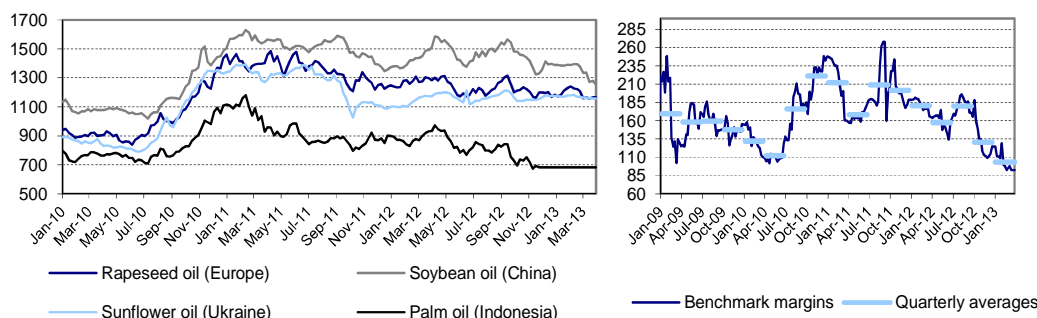 1700
1500
1300
1100
900
700
500
Jan-10
Mar-10
May-10
Jul-10
Sep-10
Nov-10
Jan-11
Mar-11
May-11
Jul-11
Sep-11
Nov-11
Jan-12
Mar-12
May-12
Jul-12
Sep-12
Nov-12
Jan-13
Mar-13
Rapeseed oil (Europe)
Soybean oil (China)
Sunflower oil (Ukraine)
Palm oil (Indonesia)
285
260
235
210
185
160
135
110
85
60
Jan-09
Apr-09
Jul-09
Oct-09
Jan-10
Apr-10
Jul-10
Oct-10
Jan-11
Apr-11
Jul-11
Oct-11
Jan-12
Apr-12
Jul-12
Oct-12
Jan-13
Benchmark margins
Quarterly averages